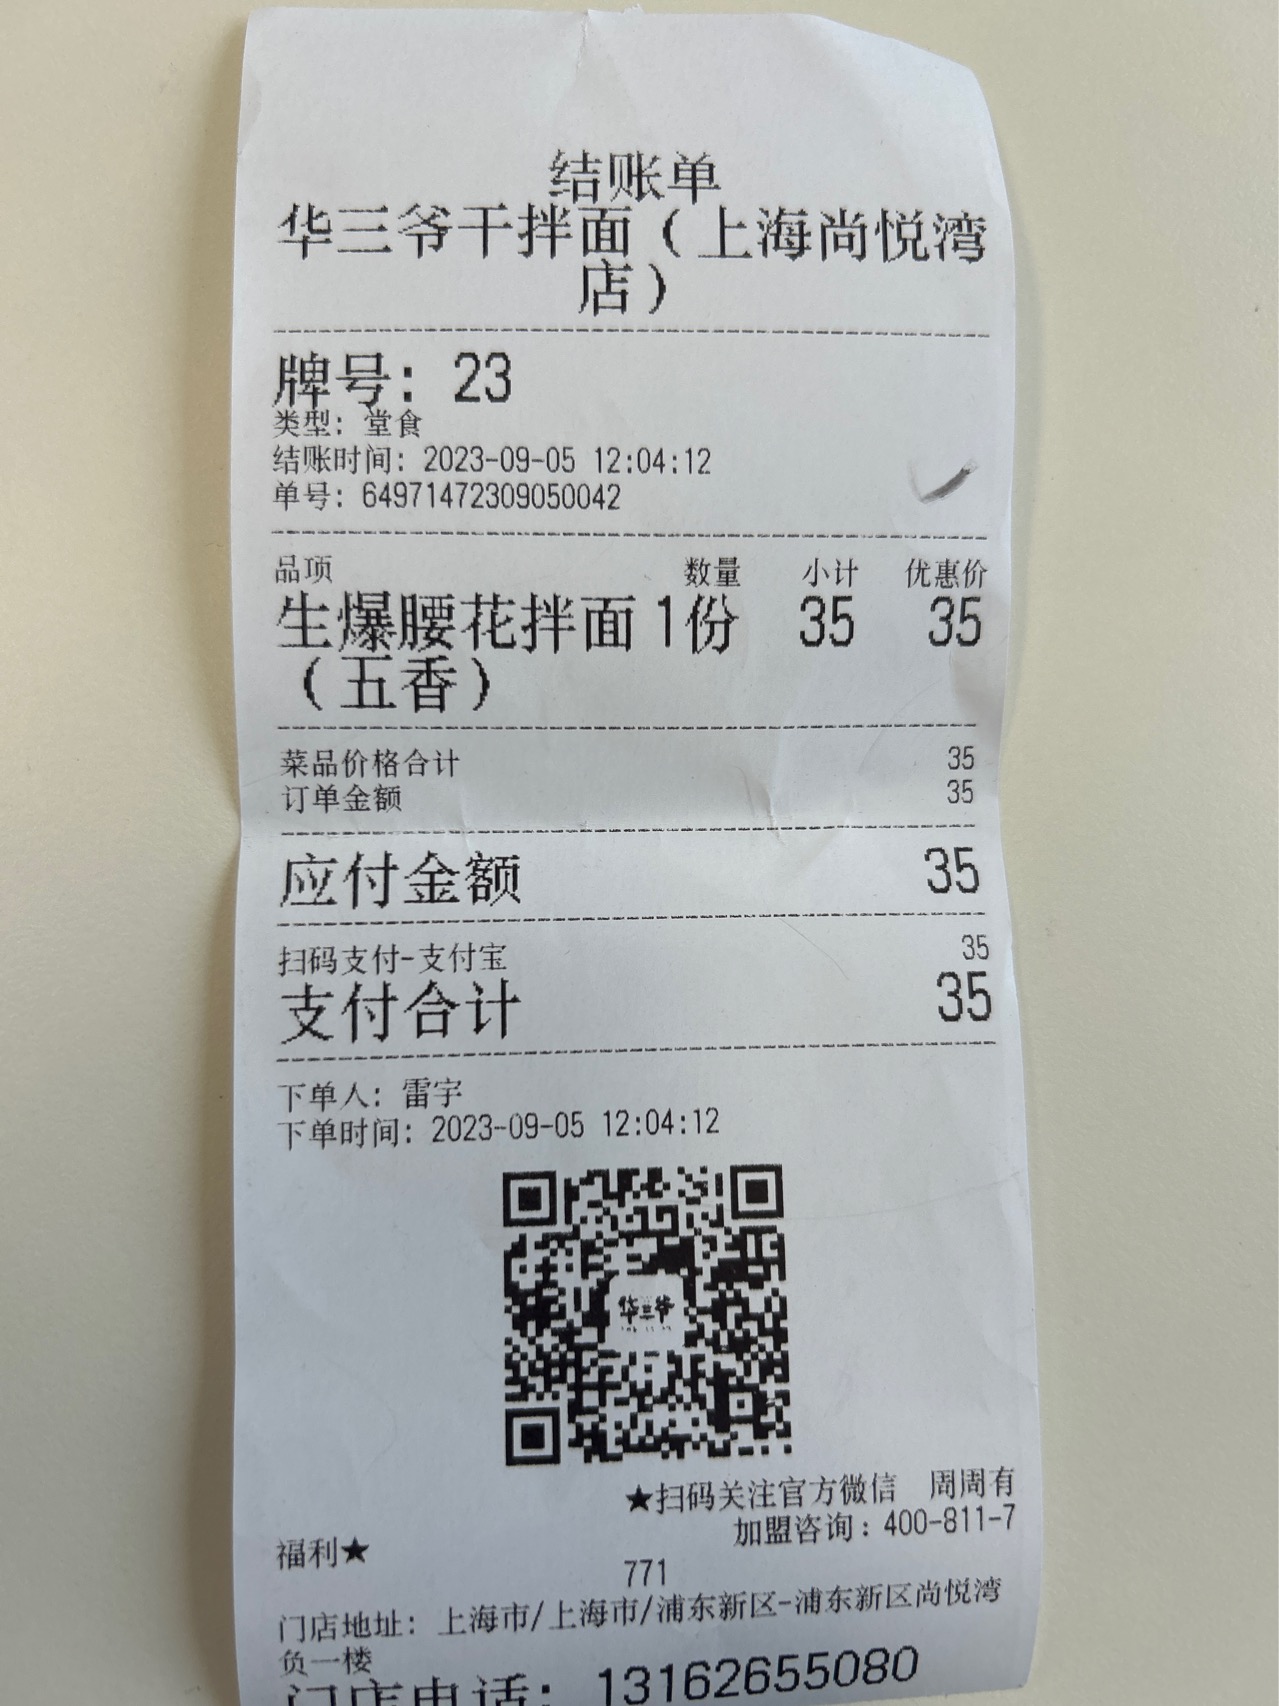 结账单
华三爷干拌面（上海尚悦湾
店）
牌号：23
类型：堂食
结账时间：2023-09-05 12:04:12
单号：64971472309050042
品项 数量 小计 优惠价
生爆腰花拌面 1份 35 35
（五香）
菜品价格合计 35
订单金额 35
应付金额 35
扫码支付-支付宝 35
支付合计 35
下单人：雷宇
下单时间：2023-09-05 12:04:12
华三爷
★扫码关注官方微信 周周有
福利★ 加盟咨询：400-811-7
771
门店地址：上海市/上海市/浦东新区-浦东新区尚悦湾
负一楼
门店电话：13162655080